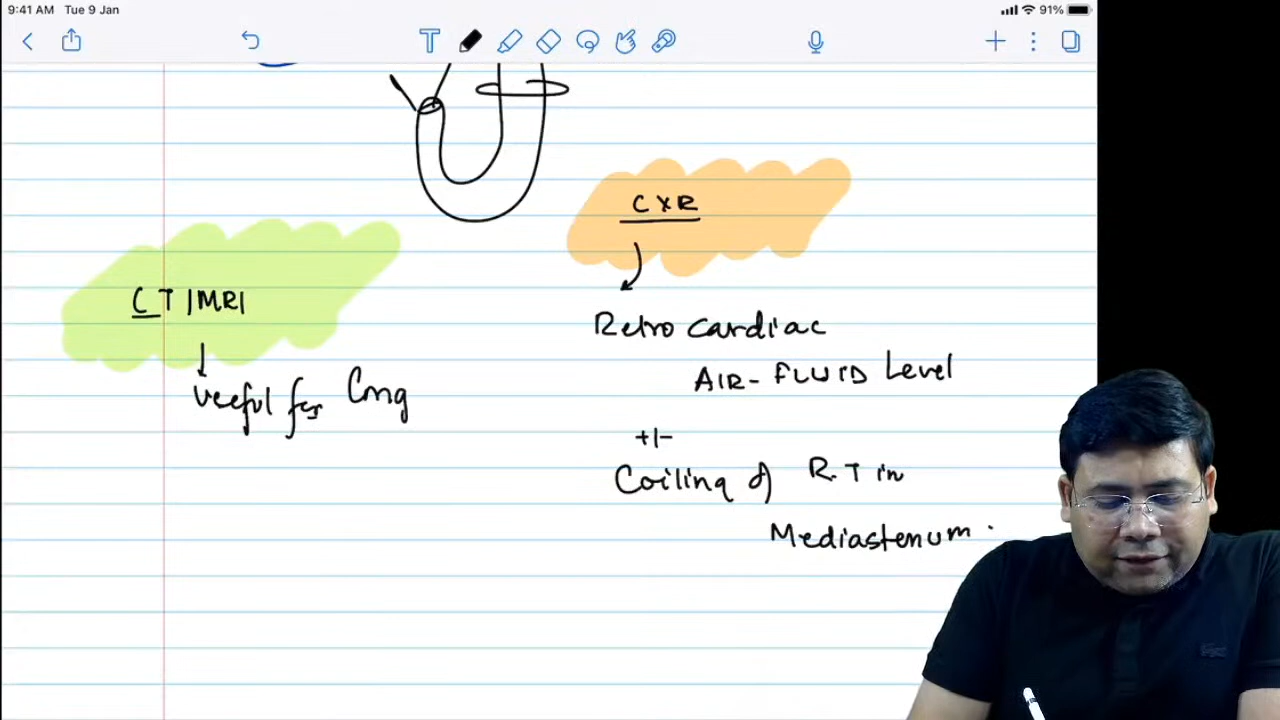 9:41 AM Tue 9 Jan
91%
CXR
CT/MRI
Retro cardiac
AIR-FLUID Level
Useful for Cong
+/-
Coiling of R.T in
Mediastenum.